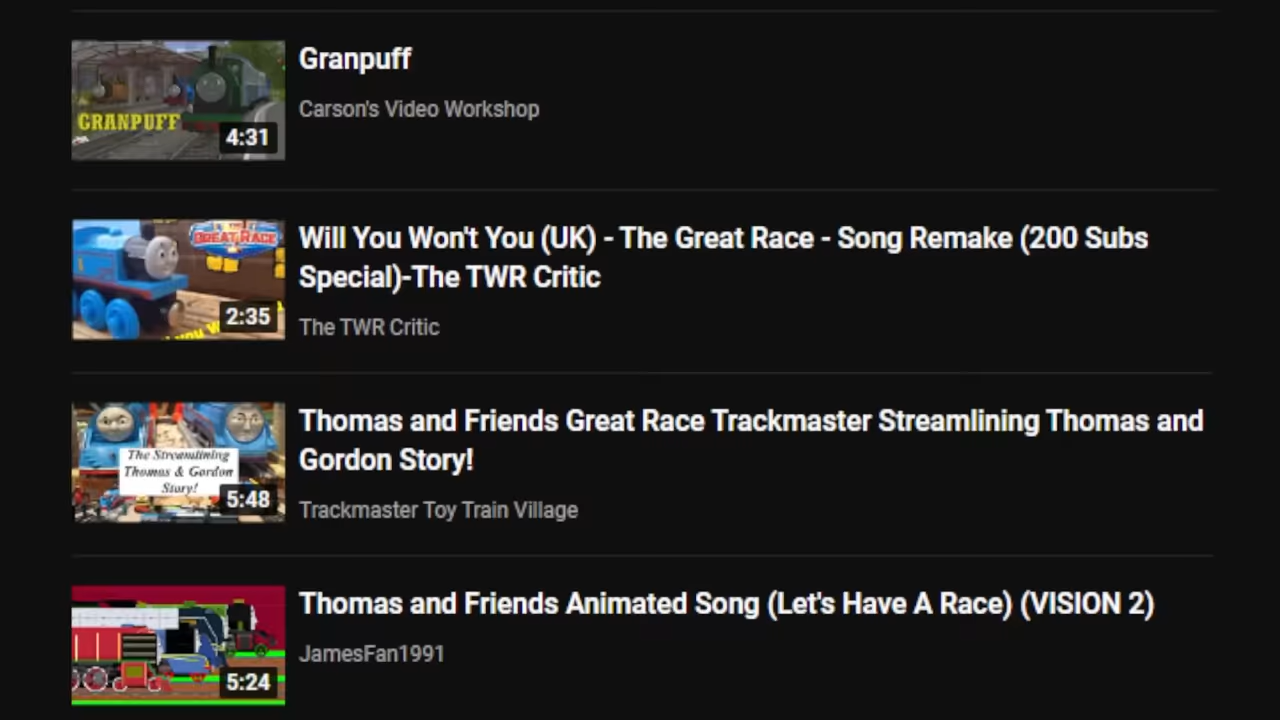 Granpuff
Carson's Video Workshop
GRANPUFF
4:31
Will You Won't You (UK) - The Great Race - Song Remake (200 Subs
Special)-The TWR Critic
The TWR Critic
THE
GREAT RACE
you W
2:35
Thomas and Friends Great Race Trackmaster Streamlining Thomas and
Gordon Story!
Trackmaster Toy Train Village
The Streamlining
Thomas & Gordon
Story!
5:48
Thomas and Friends Animated Song (Let's Have A Race) (VISION 2)
JamesFan1991
5:24